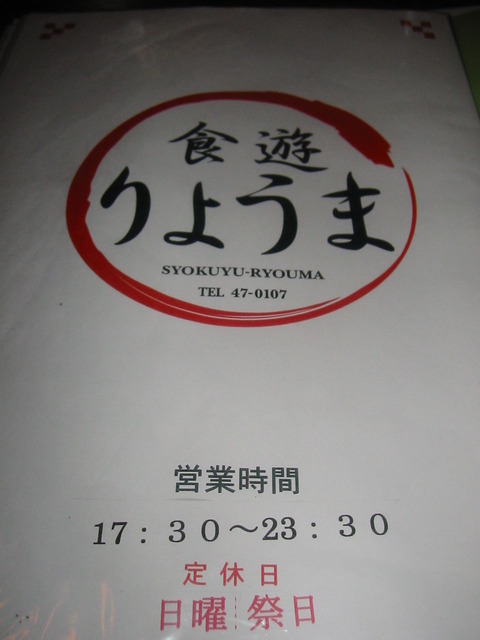 食遊
りょうま
SYOKUYU-RYOUMA
TEL 47-0107
営業時間
17：３０～23：３０
定休日
日曜 祭日